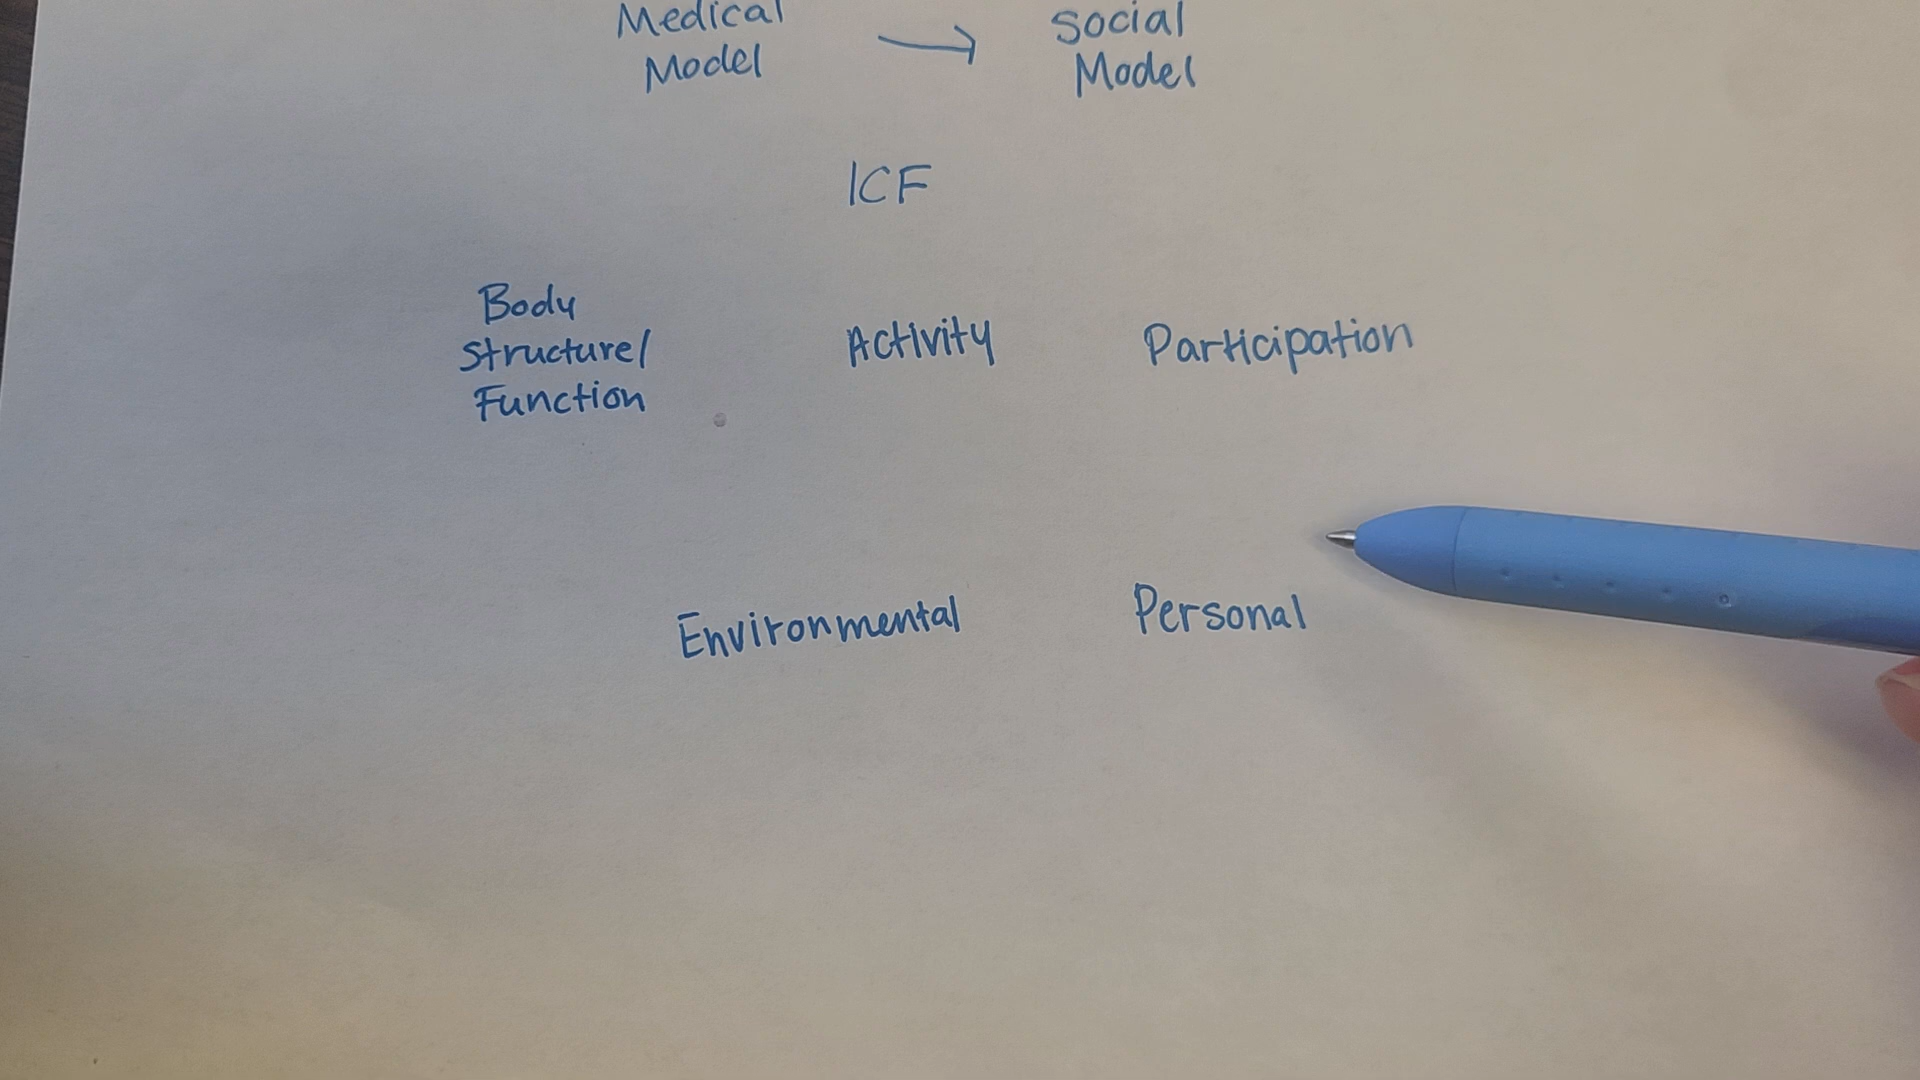 Medical Model → Social Model
ICF
Body Structure/ Function
Activity
Participation
Environmental
Personal